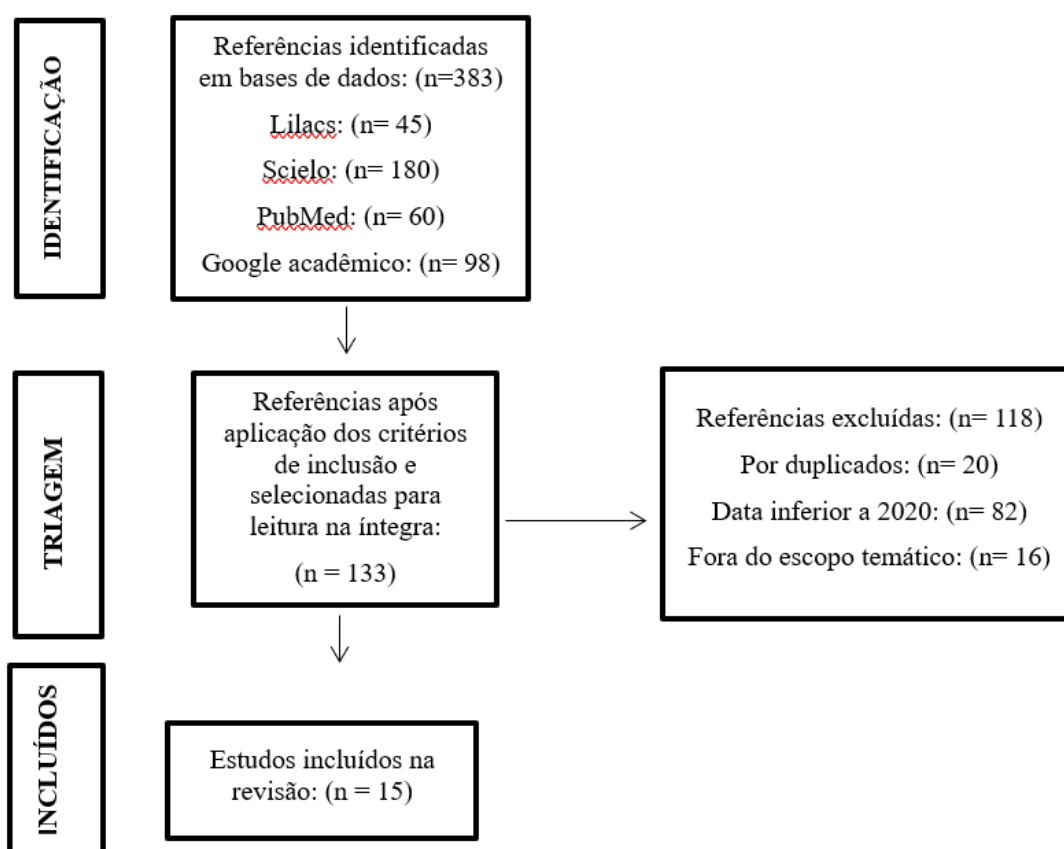 IDENTIFICAÇÃO
Referências identificadas
em bases de dados: (n=383)
Lilacs: (n= 45)
Scielo: (n= 180)
PubMed: (n= 60)
Google acadêmico: (n= 98)
TRIAGEM
Referências após
aplicação dos critérios
de inclusão e
selecionadas para
leitura na íntegra:
(n = 133)
Referências excluídas: (n= 118)
Por duplicados: (n= 20)
Data inferior a 2020: (n= 82)
Fora do escopo temático: (n= 16)
INCLUÍDOS
Estudos incluídos na
revisão: (n = 15)